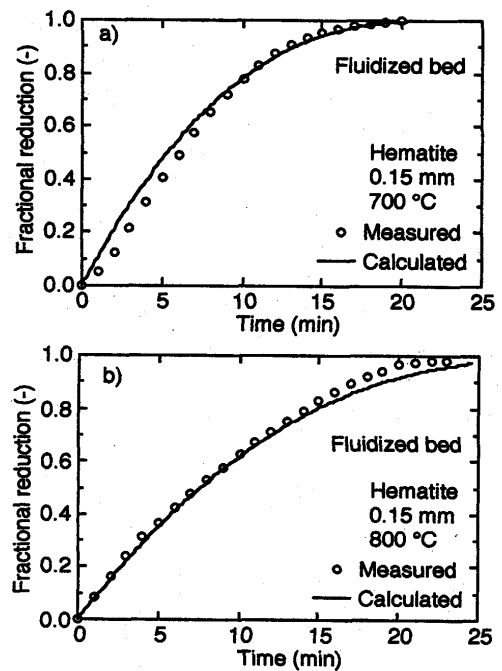 a)
1.0
0.8
0.6
0.4
0.2
0.0
Fractional reduction (-)
Fluidized bed
Hematite
0.15 mm
700 °C
Measured
Calculated
0 5 10 15 20 25
Time (min)
b)
1.0
0.8
0.6
0.4
0.2
0.0
Fractional reduction (-)
Fluidized bed
Hematite
0.15 mm
800 °C
Measured
Calculated
0 5 10 15 20 25
Time (min)